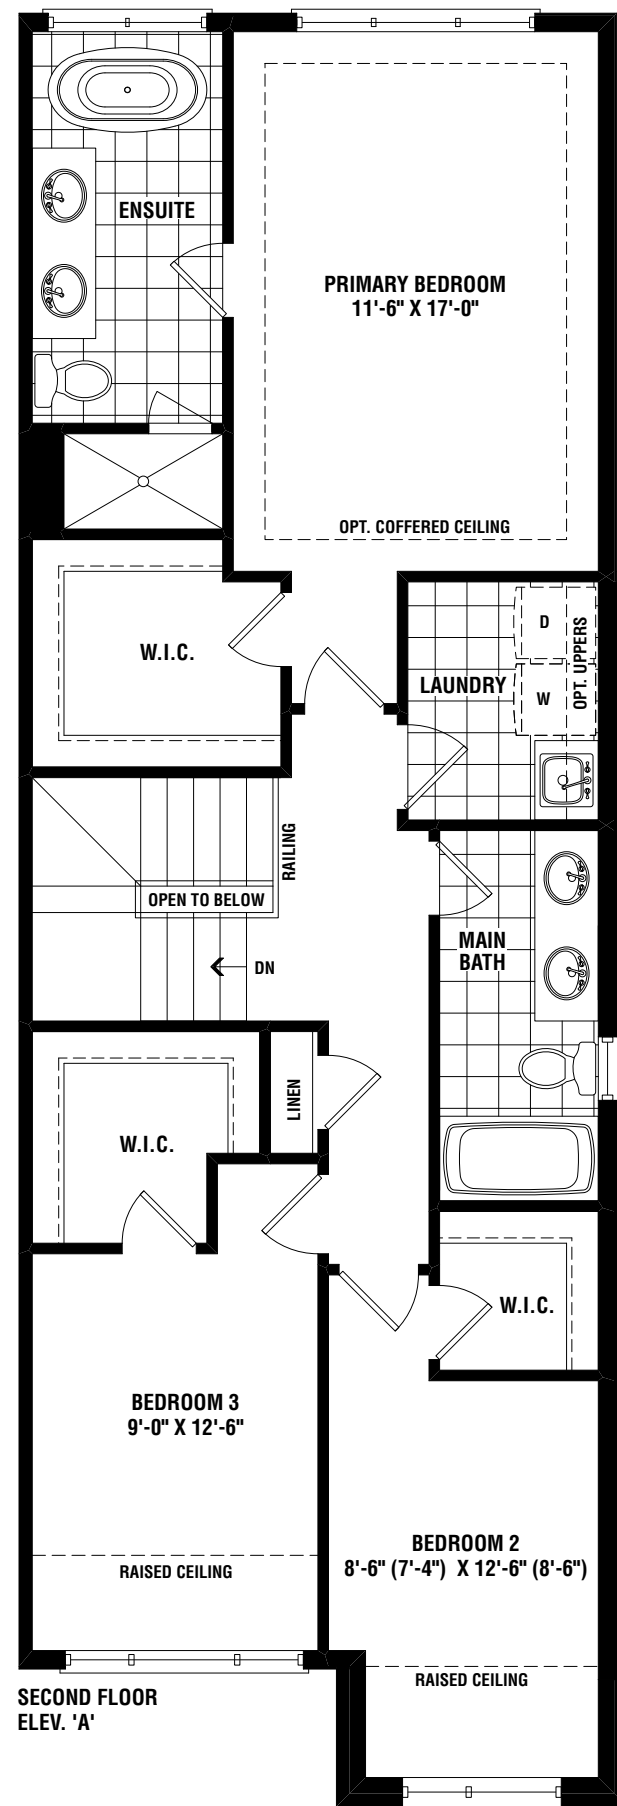 ENSUITE
PRIMARY BEDROOM
11'-6" X 17'-0"
OPT. COFFERED CEILING
W.I.C.
D
OPT. UPPERS
LAUNDRY
W
RAILING
OPEN TO BELOW
DN
MAIN
BATH
LINEN
W.I.C.
W.I.C.
BEDROOM 3
9'-0" X 12'-6"
BEDROOM 2
8'-6" (7'-4") X 12'-6" (8'-6")
RAISED CEILING
RAISED CEILING
SECOND FLOOR
ELEV. 'A'